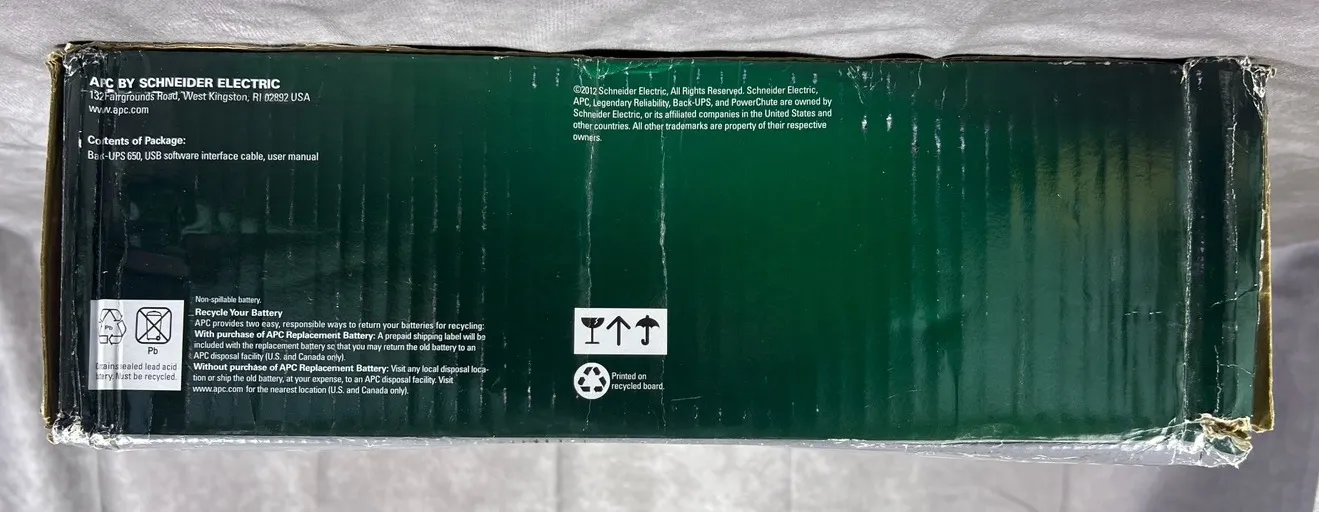 APC BY SCHNEIDER ELECTRIC
132 Fairgrounds Road, West Kingston, RI 02892 USA
www.apc.com
Contents of Package:
Back-UPS 650, USB software interface cable, user manual
©2012 Schneider Electric, All Rights Reserved. Schneider Electric,
APC, Legendary Reliability, Back-UPS, and PowerChute are owned by
Schneider Electric, or its affiliated companies in the United States and
other countries. All other trademarks are property of their respective
owners.
Pb
Pb
sealed lead acid
Must be recycled.
Non-spillable battery.
Recycle Your Battery
APC provides two easy, responsible ways to return your batteries for recycling:
With purchase of APC Replacement Battery: A prepaid shipping label will be
included with the replacement battery so that you may return the old battery to an
APC disposal facility (U.S. and Canada only).
Without purchase of APC Replacement Battery: Visit any local disposal loca-
tion or ship the old battery, at your expense, to an APC disposal facility. Visit
www.apc.com for the nearest location (U.S. and Canada only).
Printed on
recycled board.